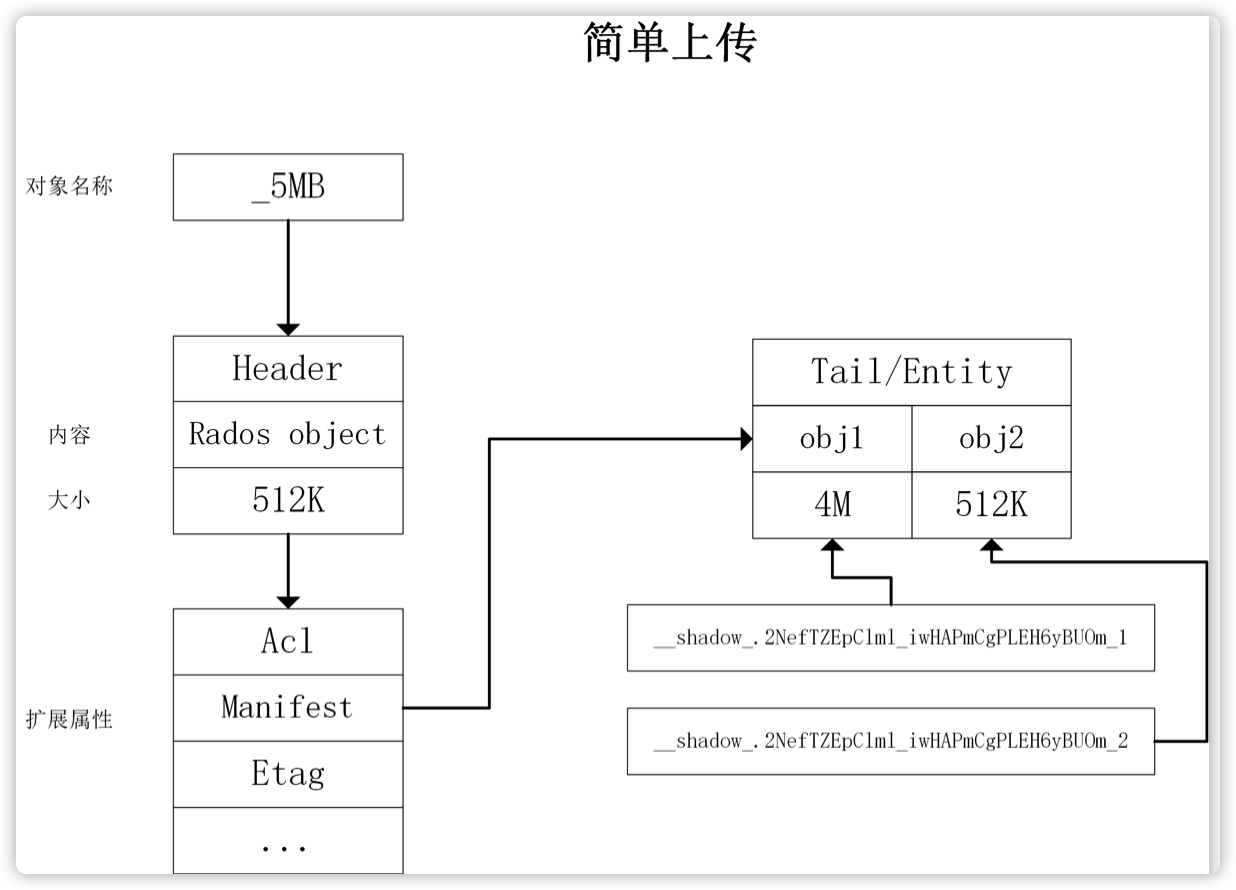 简单上传
对象名称
_5MB
Header
内容
Rados object
大小
512K
Acl
扩展属性
Manifest
Etag
...
Tail/Entity
obj1 obj2
4M 512K
__shadow_.2NefTZEpClml_iwHAPmCgPLEH6yBUOm_1
__shadow_.2NefTZEpClml_iwHAPmCgPLEH6yBUOm_2